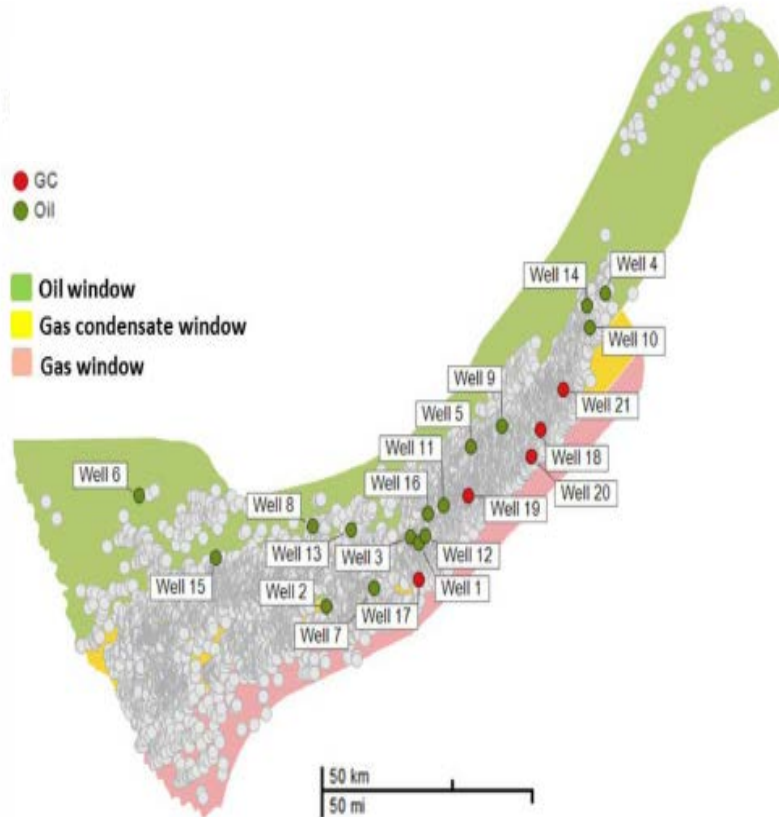 GC
Oil
Oil window
Gas condensate window
Gas window
Well 14
Well 4
Well 10
Well 9
Well 21
Well 5
Well 11
Well 18
Well 6
Well 16
Well 20
Well 8
Well 19
Well 13
Well 3
Well 12
Well 15
Well 2
Well 1
Well 17
Well 7
50 km
50 mi